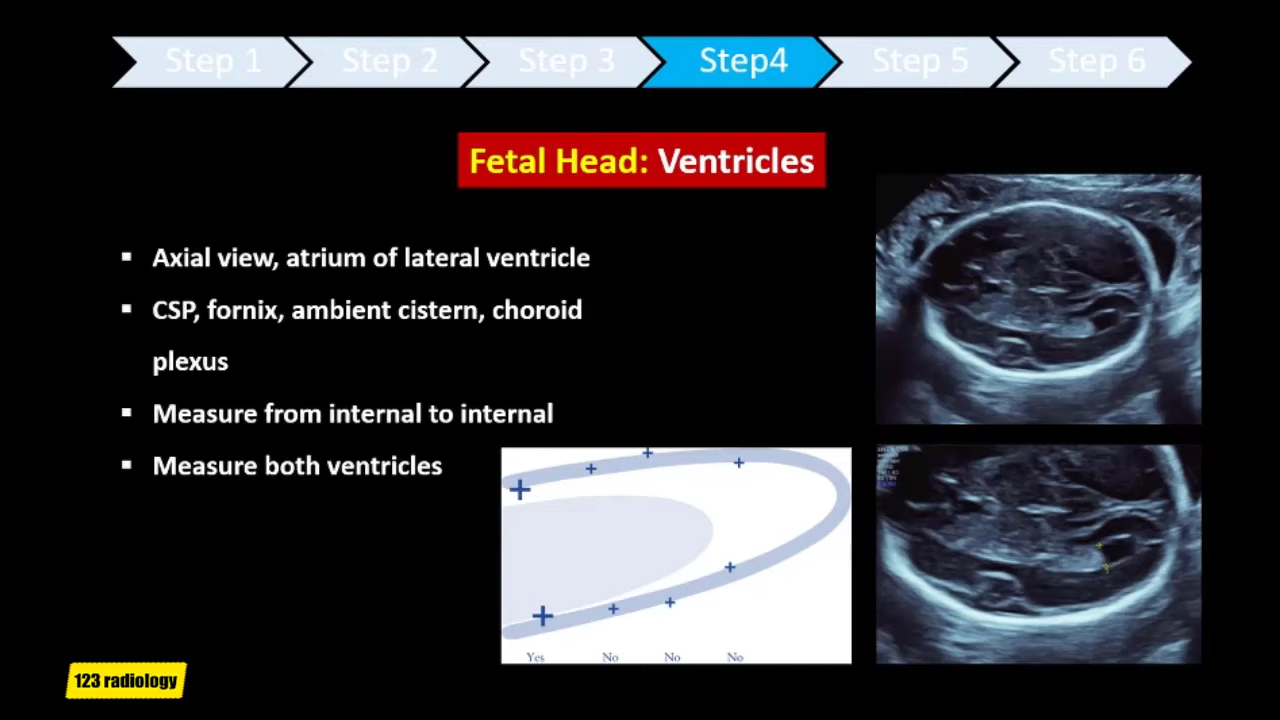 Step 1 Step 2 Step 3 Step4 Step 5 Step 6
Fetal Head: Ventricles
▪ Axial view, atrium of lateral ventricle
▪ CSP, fornix, ambient cistern, choroid
plexus
▪ Measure from internal to internal
▪ Measure both ventricles
Yes No No No
123 radiology